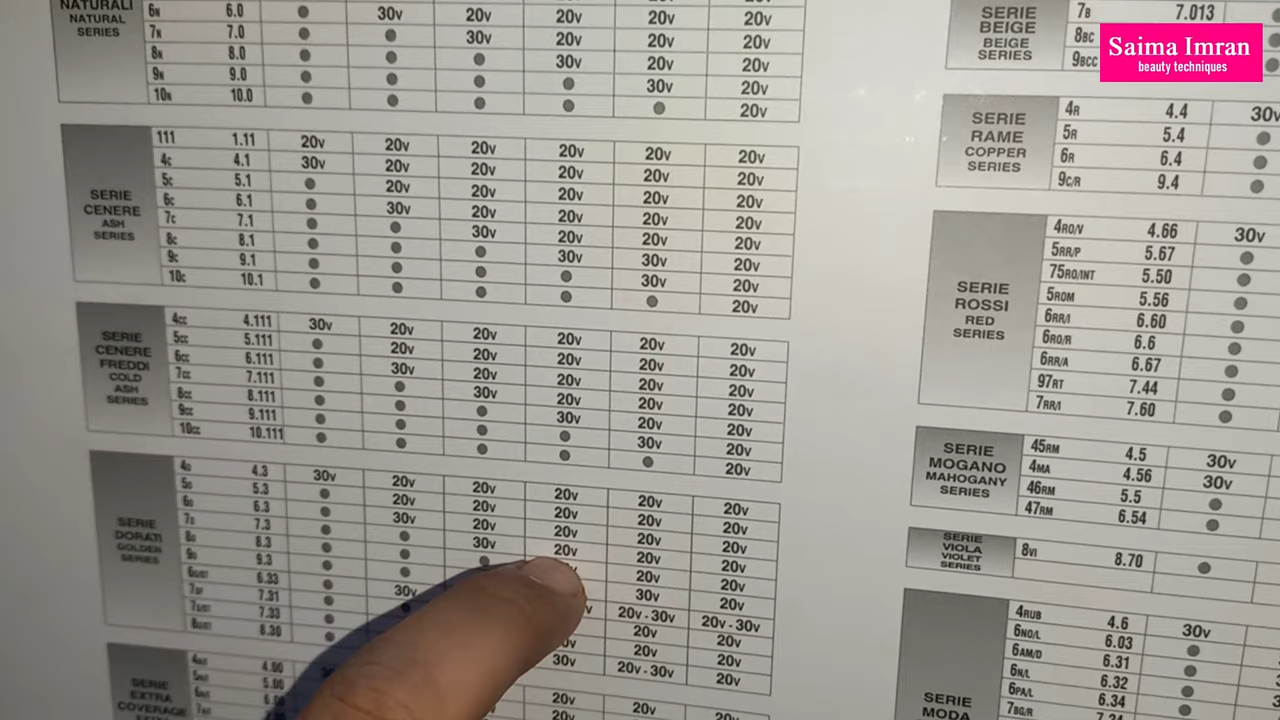 Saima Imran
beauty techniques
NATURALI
NATURAL
SERIES
6N 6.0 ● 30v 20v 20v 20v 20v
7N 7.0 ● ● 30v 20v 20v 20v
8N 8.0 ● ● ● 30v 20v 20v
9N 9.0 ● ● ● ● 30v 20v
10N 10.0 ● ● ● ● ● 20v
SERIE
CENERE
ASH
SERIES
111 1.11 20v 20v 20v 20v 20v 20v
4C 4.1 30v 20v 20v 20v 20v 20v
5C 5.1 ● 20v 20v 20v 20v 20v
6C 6.1 ● 30v 20v 20v 20v 20v
7C 7.1 ● ● 30v 20v 20v 20v
8C 8.1 ● ● ● 30v 30v 20v
9C 9.1 ● ● ● ● 30v 20v
10C 10.1 ● ● ● ● ● 20v
SERIE
CENERE
FREDDI
COLD
ASH
SERIES
4CC 4.111 30v 20v 20v 20v 20v 20v
5CC 5.111 ● 20v 20v 20v 20v 20v
6CC 6.111 ● 30v 20v 20v 20v 20v
7CC 7.111 ● ● 30v 20v 20v 20v
8CC 8.111 ● ● ● 30v 20v 20v
9CC 9.111 ● ● ● ● 30v 20v
10CC 10.111 ● ● ● ● ● 20v
SERIE
DORATI
GOLDEN
SERIES
4D 4.3 30v 20v 20v 20v 20v 20v
5D 5.3 ● 20v 20v 20v 20v 20v
6D 6.3 ● 30v 20v 20v 20v 20v
7D 7.3 ● ● 30v 20v 20v 20v
8D 8.3 ● ● ● 20v 20v
9D 9.3 ● ● 30v 20v
6.33 ● 30v 20v - 30v 20v - 30v
7.31 ● ● 20v 20v
7.33 ● 30v 20v - 30v 20v
8.30 ●
SERIE
EXTRA
COVERAGE
4.00 20v 20v 20v
5.00 20v
SERIE
BEIGE
BEIGE
SERIES
7B 7.013
8BC
9BCC
SERIE
RAME
COPPER
SERIES
4R 4.4 30v
5R 5.4 ●
6R 6.4 ●
9C/R 9.4 ●
SERIE
ROSSI
RED
SERIES
4RO/V 4.66 30v
5RR/P 5.67 ●
75RO/INT 5.50 ●
5ROM 5.56 ●
6RR/I 6.60 ●
6RO/R 6.6 ●
6RR/A 6.67 ●
97RT 7.44 ●
7RR/I 7.60 ●
SERIE
MOGANO
MAHOGANY
SERIES
45RM 4.5 30v
4MA 4.56 30v
46RM 5.5 ●
47RM 6.54 ●
SERIE
VIOLA
VIOLET
SERIES
8VI 8.70 ●
SERIE
MODA
4RUB 4.6 30v
6NO/L 6.03 ●
6AM/D 6.31 ●
6N/L 6.32 ●
6PA/L 6.34 ●
7BG/R